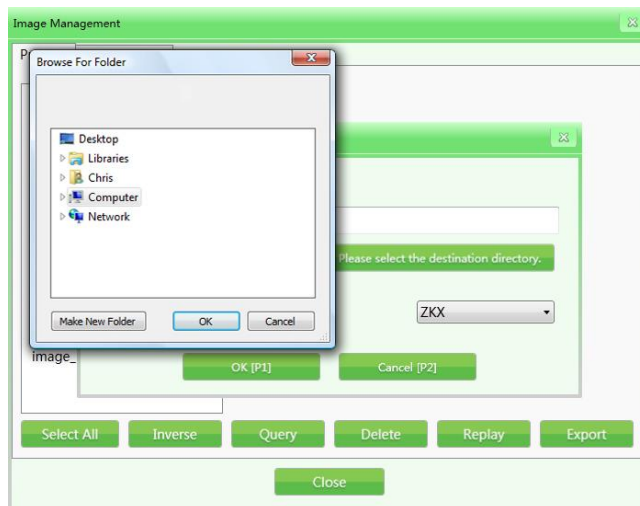 Image Management
Browse For Folder
Desktop
Libraries
Chris
Computer
Network
Make New Folder
OK
Cancel
Please select the destination directory.
ZKX
image_
OK [P1]
Cancel [P2]
Select All
Inverse
Query
Delete
Replay
Export
Close